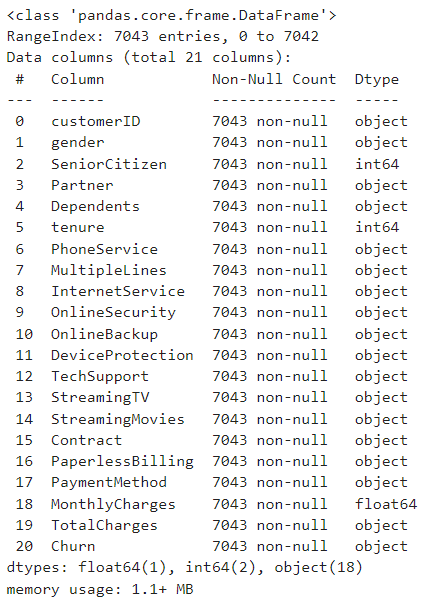 <class 'pandas.core.frame.DataFrame'>
RangeIndex: 7043 entries, 0 to 7042
Data columns (total 21 columns):
 #   Column            Non-Null Count  Dtype
---  ------            --------------  -----
 0   customerID        7043 non-null   object
 1   gender            7043 non-null   object
 2   SeniorCitizen     7043 non-null   int64
 3   Partner           7043 non-null   object
 4   Dependents        7043 non-null   object
 5   tenure            7043 non-null   int64
 6   PhoneService      7043 non-null   object
 7   MultipleLines     7043 non-null   object
 8   InternetService   7043 non-null   object
 9   OnlineSecurity    7043 non-null   object
 10  OnlineBackup      7043 non-null   object
 11  DeviceProtection  7043 non-null   object
 12  TechSupport       7043 non-null   object
 13  StreamingTV       7043 non-null   object
 14  StreamingMovies   7043 non-null   object
 15  Contract          7043 non-null   object
 16  PaperlessBilling  7043 non-null   object
 17  PaymentMethod     7043 non-null   object
 18  MonthlyCharges    7043 non-null   float64
 19  TotalCharges      7043 non-null   object
 20  Churn             7043 non-null   object
dtypes: float64(1), int64(2), object(18)
memory usage: 1.1+ MB